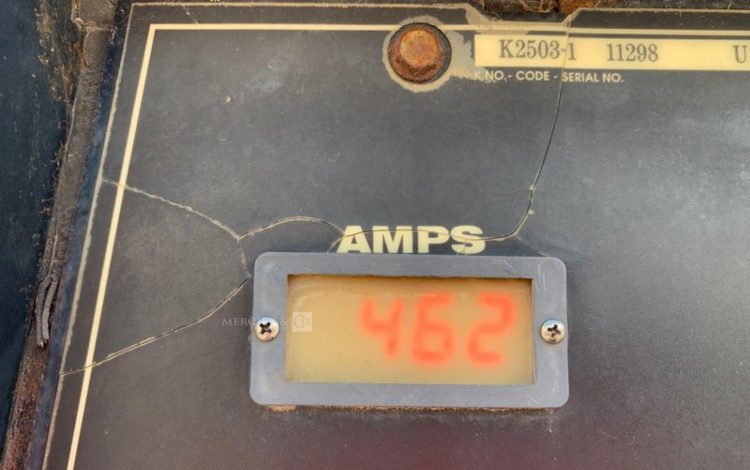 K2503-1 11298 U
K NO.- CODE - SERIAL NO.
AMPS
462